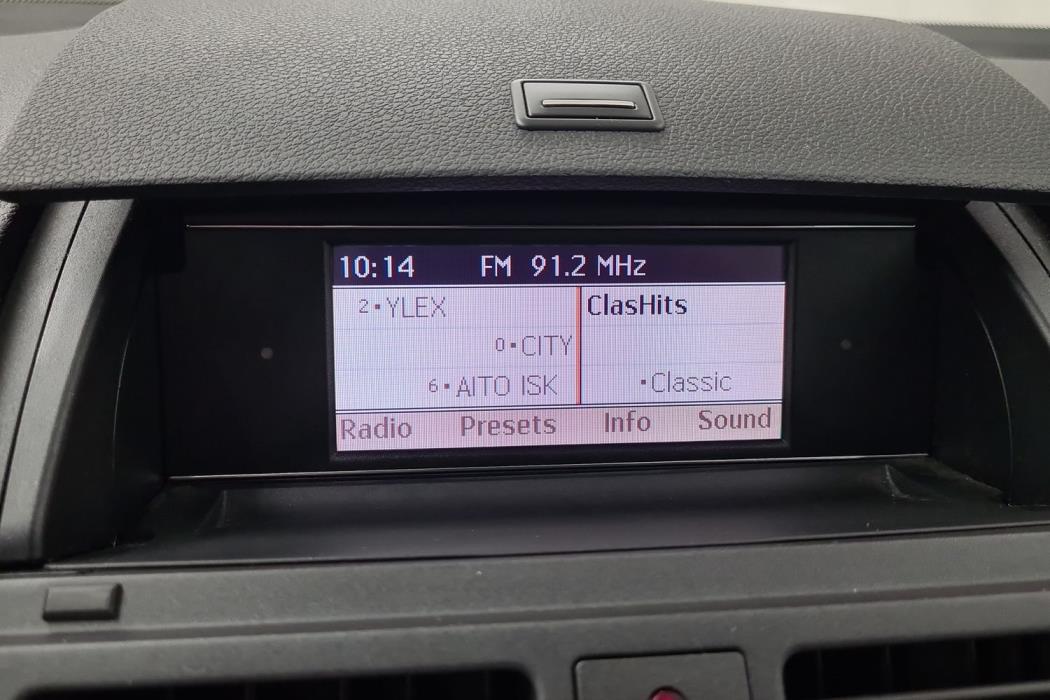 10:14 FM 91.2 MHz
2·YLEX ClasHits
0·CITY
6·AITO ISK ·Classic
Radio Presets Info Sound